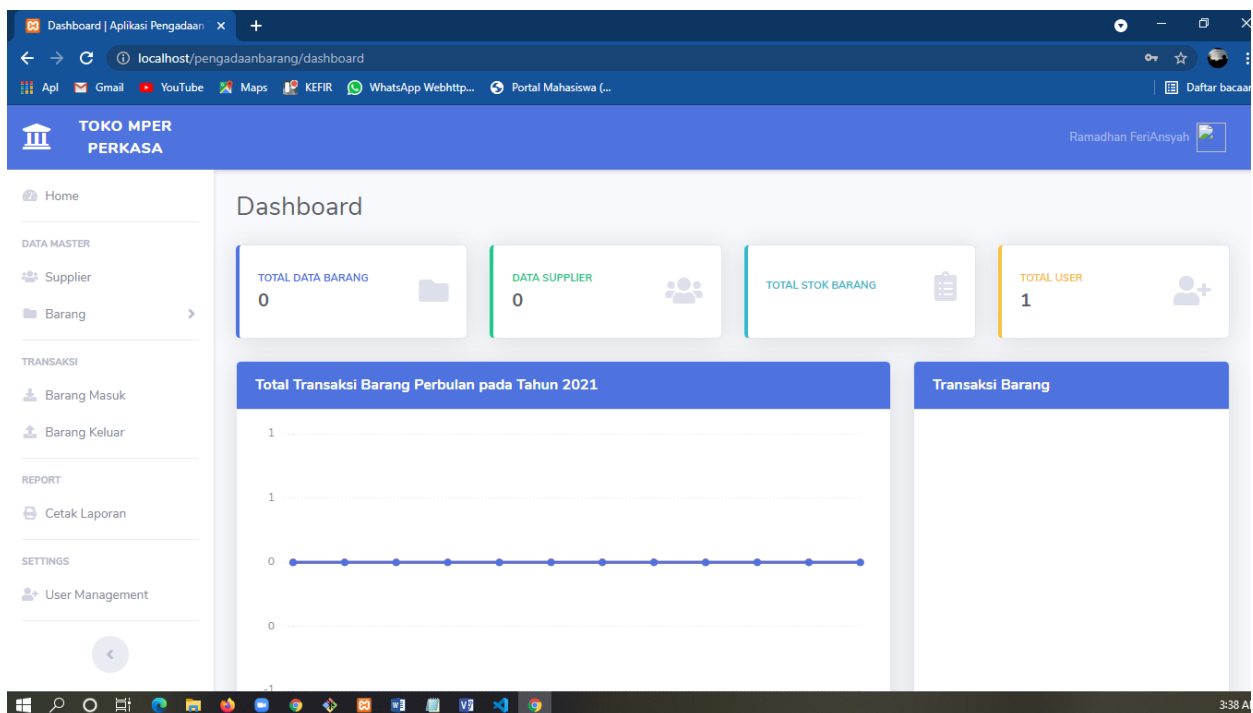 Dashboard | Aplikasi Pengadaan
localhost/pengadaanbarang/dashboard
Apl Gmail YouTube Maps KEFIR WhatsApp Webhttp... Portal Mahasiswa (... Daftar bacaan
TOKO MPER
PERKASA
Ramadhan FeriAnsyah
Home
DATA MASTER
Supplier
Barang
TRANSAKSI
Barang Masuk
Barang Keluar
REPORT
Cetak Laporan
SETTINGS
User Management
Dashboard
TOTAL DATA BARANG
0
DATA SUPPLIER
0
TOTAL STOK BARANG
TOTAL USER
1
Total Transaksi Barang Perbulan pada Tahun 2021
1
1
0
0
-1
Transaksi Barang
3:38 AM